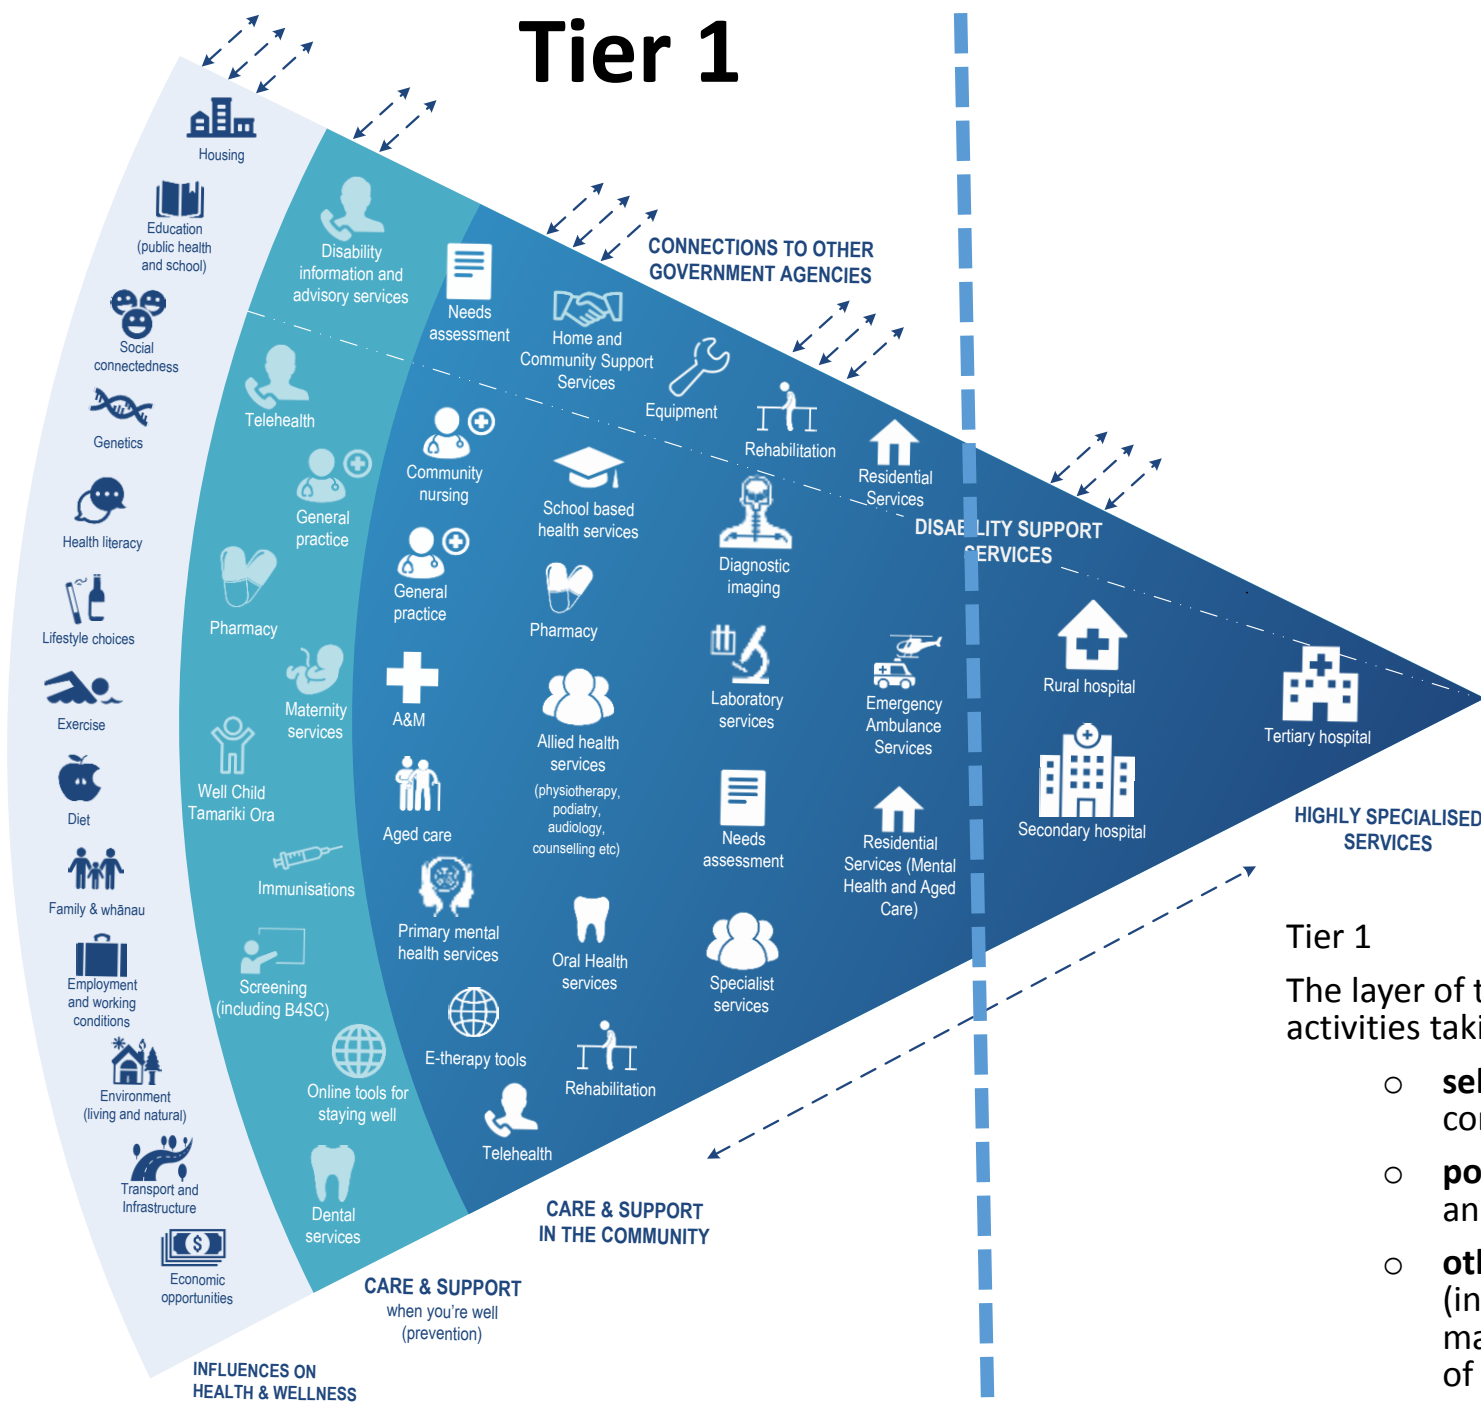 Tier 1
Housing
Education
(public health
and school)
Social
connectedness
Genetics
Health literacy
Lifestyle choices
Exercise
Diet
Family & whānau
Employment
and working
conditions
Environment
(living and natural)
Transport and
Infrastructure
Economic
opportunities
INFLUENCES ON
HEALTH & WELLNESS
Disability
information and
advisory services
Telehealth
General
practice
Pharmacy
Maternity
services
Well Child
Tamariki Ora
Immunisations
Screening
(including B4SC)
Online tools for
staying well
Dental
services
CARE & SUPPORT
when you're well
(prevention)
CONNECTIONS TO OTHER
GOVERNMENT AGENCIES
Needs
assessment
Home and
Community Support
Services
Equipment
Rehabilitation
Residential
Services
DISABILITY SUPPORT
SERVICES
Community
nursing
School based
health services
Diagnostic
imaging
General
practice
Pharmacy
Laboratory
services
Emergency
Ambulance
Services
A&M
Allied health
services
(physiotherapy,
podiatry,
audiology,
counselling etc)
Aged care
Needs
assessment
Residential
Services (Mental
Health and Aged
Care)
Primary mental
health services
Oral Health
services
Specialist
services
E-therapy tools
Rehabilitation
Telehealth
CARE & SUPPORT
IN THE COMMUNITY
Rural hospital
Secondary hospital
Tertiary hospital
HIGHLY SPECIALISED
SERVICES
Tier 1
The layer of
activities
(in
of